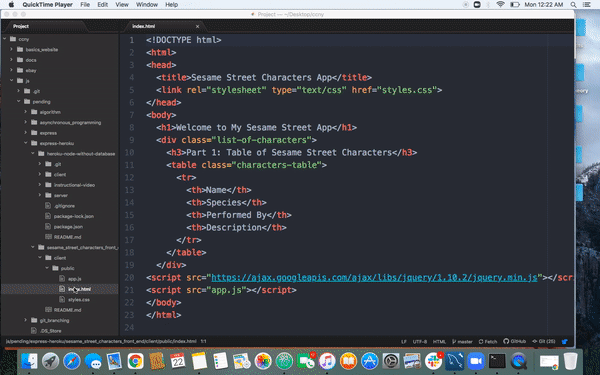 QuickTime Player File Edit View Window Help Mon 12:22 AM
Project — ~/Desktop/ccny
Project index.html
ccny
basics_website
docs
ebay
js
.git
pending
algorithm
asynchronous_programming
express
express-heroku
heroku-node-without-database
.git
client
instructional-video
server
.gitignore
package-lock.json
package.json
README.md
sesame_street_characters_front_end
client
public
app.js
index.html
styles.css
README.md
git_branching
.DS_Store
1 <!DOCTYPE html>
2 <html>
3 <head>
4 <title>Sesame Street Characters App</title>
5 <link rel="stylesheet" type="text/css" href="styles.css">
6 </head>
7 <body>
8 <h1>Welcome to My Sesame Street App</h1>
9 <div class="list-of-characters">
10 <h3>Part 1: Table of Sesame Street Characters</h3>
11 <table class="characters-table">
12 <tr>
13 <th>Name</th>
14 <th>Species</th>
15 <th>Performed By</th>
16 <th>Description</th>
17 </tr>
18 </table>
19 </div>
20 <script src="https://ajax.googleapis.com/ajax/libs/jquery/1.10.2/jquery.min.js"></scr
21 <script src="app.js"></script>
22 </body>
23 </html>
24
js/pending/express-heroku/sesame_street_characters_front_end/client/public/index.html 1:1 LF UTF-8 HTML master Fetch GitHub Git (25)